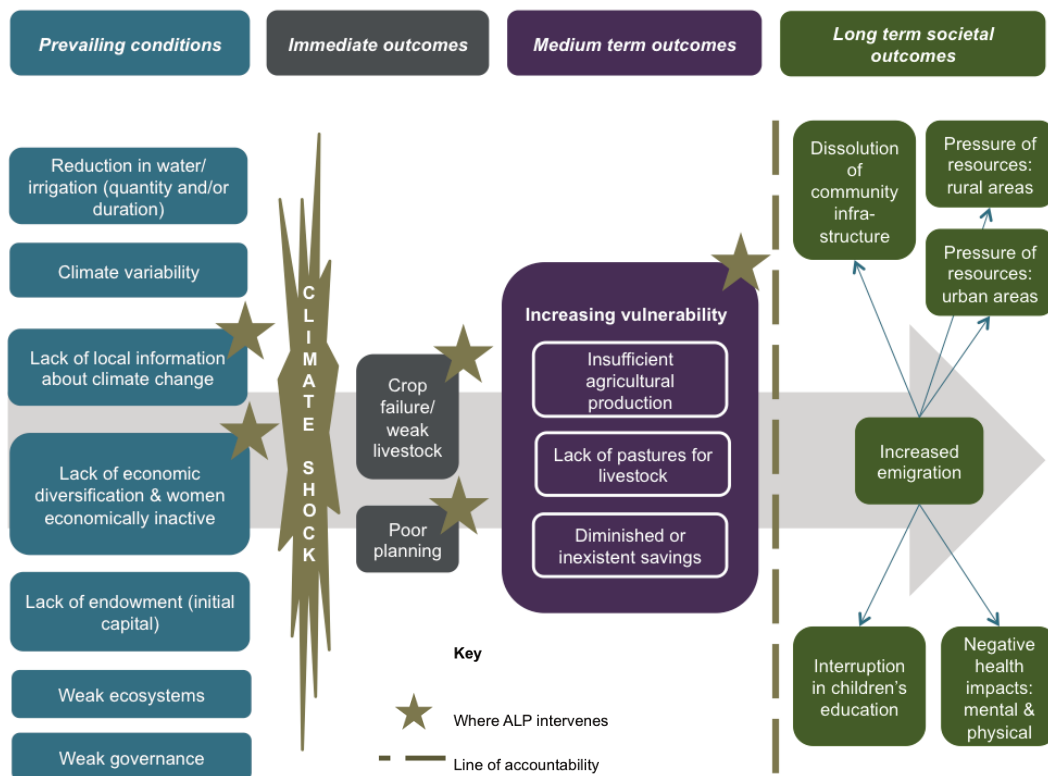 Prevailing conditions
Immediate outcomes
Medium term outcomes
Long term societal
outcomes
Reduction in water/
irrigation (quantity and/or
duration)
Climate variability
Lack of local information
about climate change
Lack of economic
diversification & women
economically inactive
Lack of endowment (initial
capital)
Weak ecosystems
Weak governance
CLIMATE SHOCK
Crop
failure/
weak
livestock
Poor
planning
Increasing vulnerability
Insufficient
agricultural
production
Lack of pastures for
livestock
Diminished or
inexistent savings
Dissolution
of
community
infra-
structure
Pressure of
resources:
rural areas
Pressure of
resources:
urban areas
Increased
emigration
Interruption
in children's
education
Negative
health
impacts:
mental &
physical
Key
Where ALP intervenes
Line of accountability